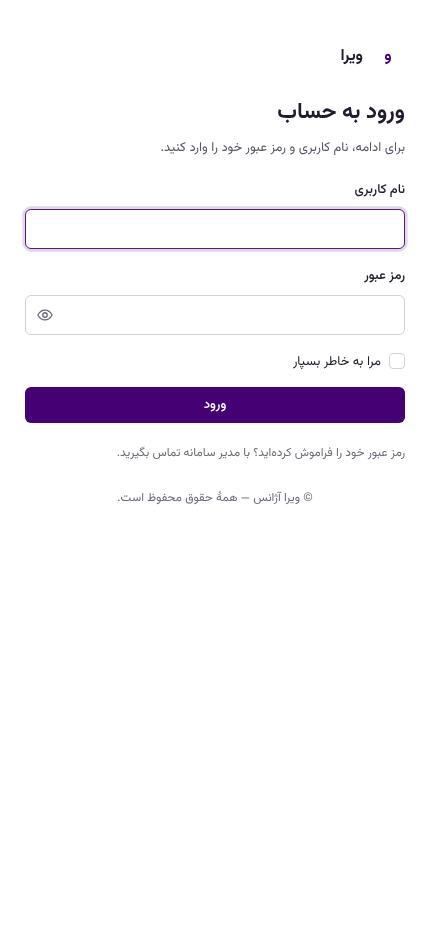 و ویرا
ورود به حساب
برای ادامه، نام کاربری و رمز عبور خود را وارد کنید.
نام کاربری
رمز عبور
مرا به خاطر بسپار
ورود
رمز عبور خود را فراموش کرده‌اید؟ با مدیر سامانه تماس بگیرید.
© ویرا آژانس — همهٔ حقوق محفوظ است.